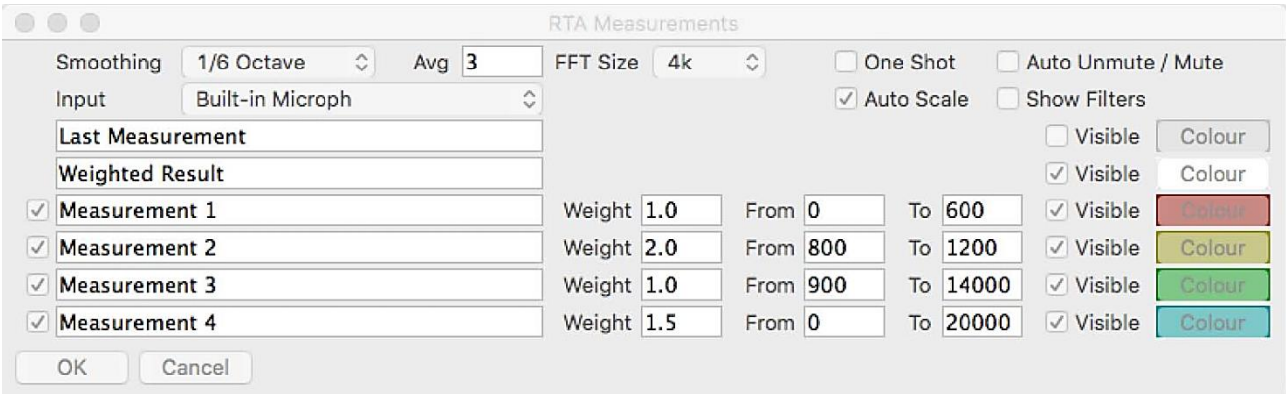 RTA Measurements
Smoothing 1/6 Octave Avg 3 FFT Size 4k One Shot Auto Unmute / Mute
Input Built-in Microph Auto Scale Show Filters
Last Measurement Visible Colour
Weighted Result Visible Colour
Measurement 1 Weight 1.0 From 0 To 600 Visible Colour
Measurement 2 Weight 2.0 From 800 To 1200 Visible Colour
Measurement 3 Weight 1.0 From 900 To 14000 Visible Colour
Measurement 4 Weight 1.5 From 0 To 20000 Visible Colour
OK Cancel